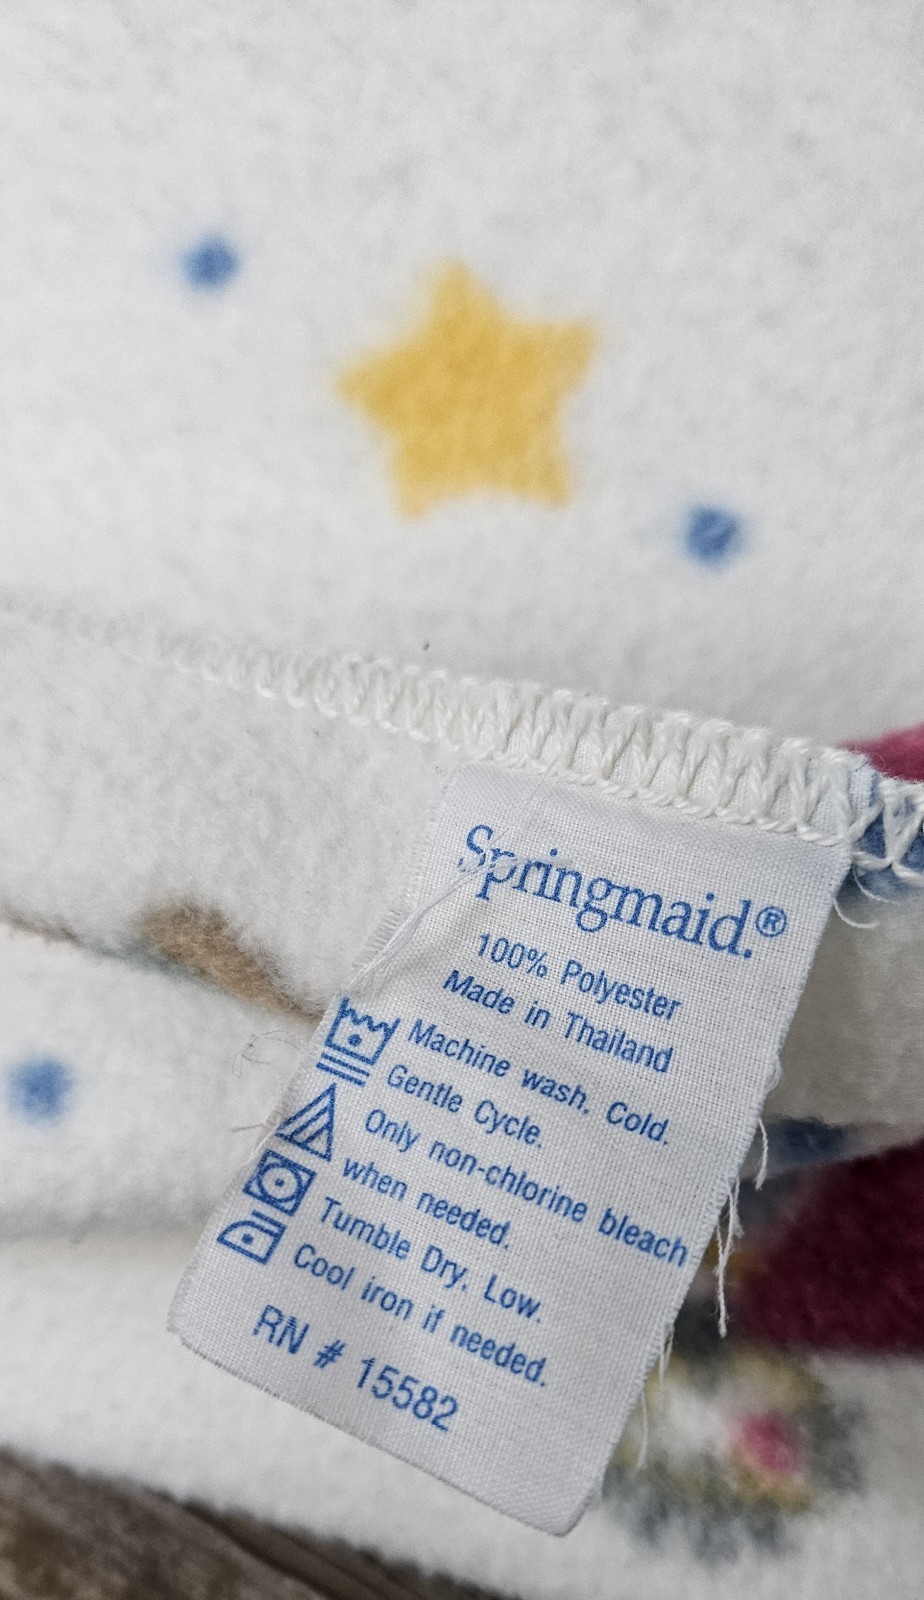 Springmaid.®
100% Polyester
Made in Thailand
Machine wash, Cold.
Gentle Cycle.
Only non-chlorine bleach
when needed.
Tumble Dry, Low.
Cool iron if needed.
RN # 15582